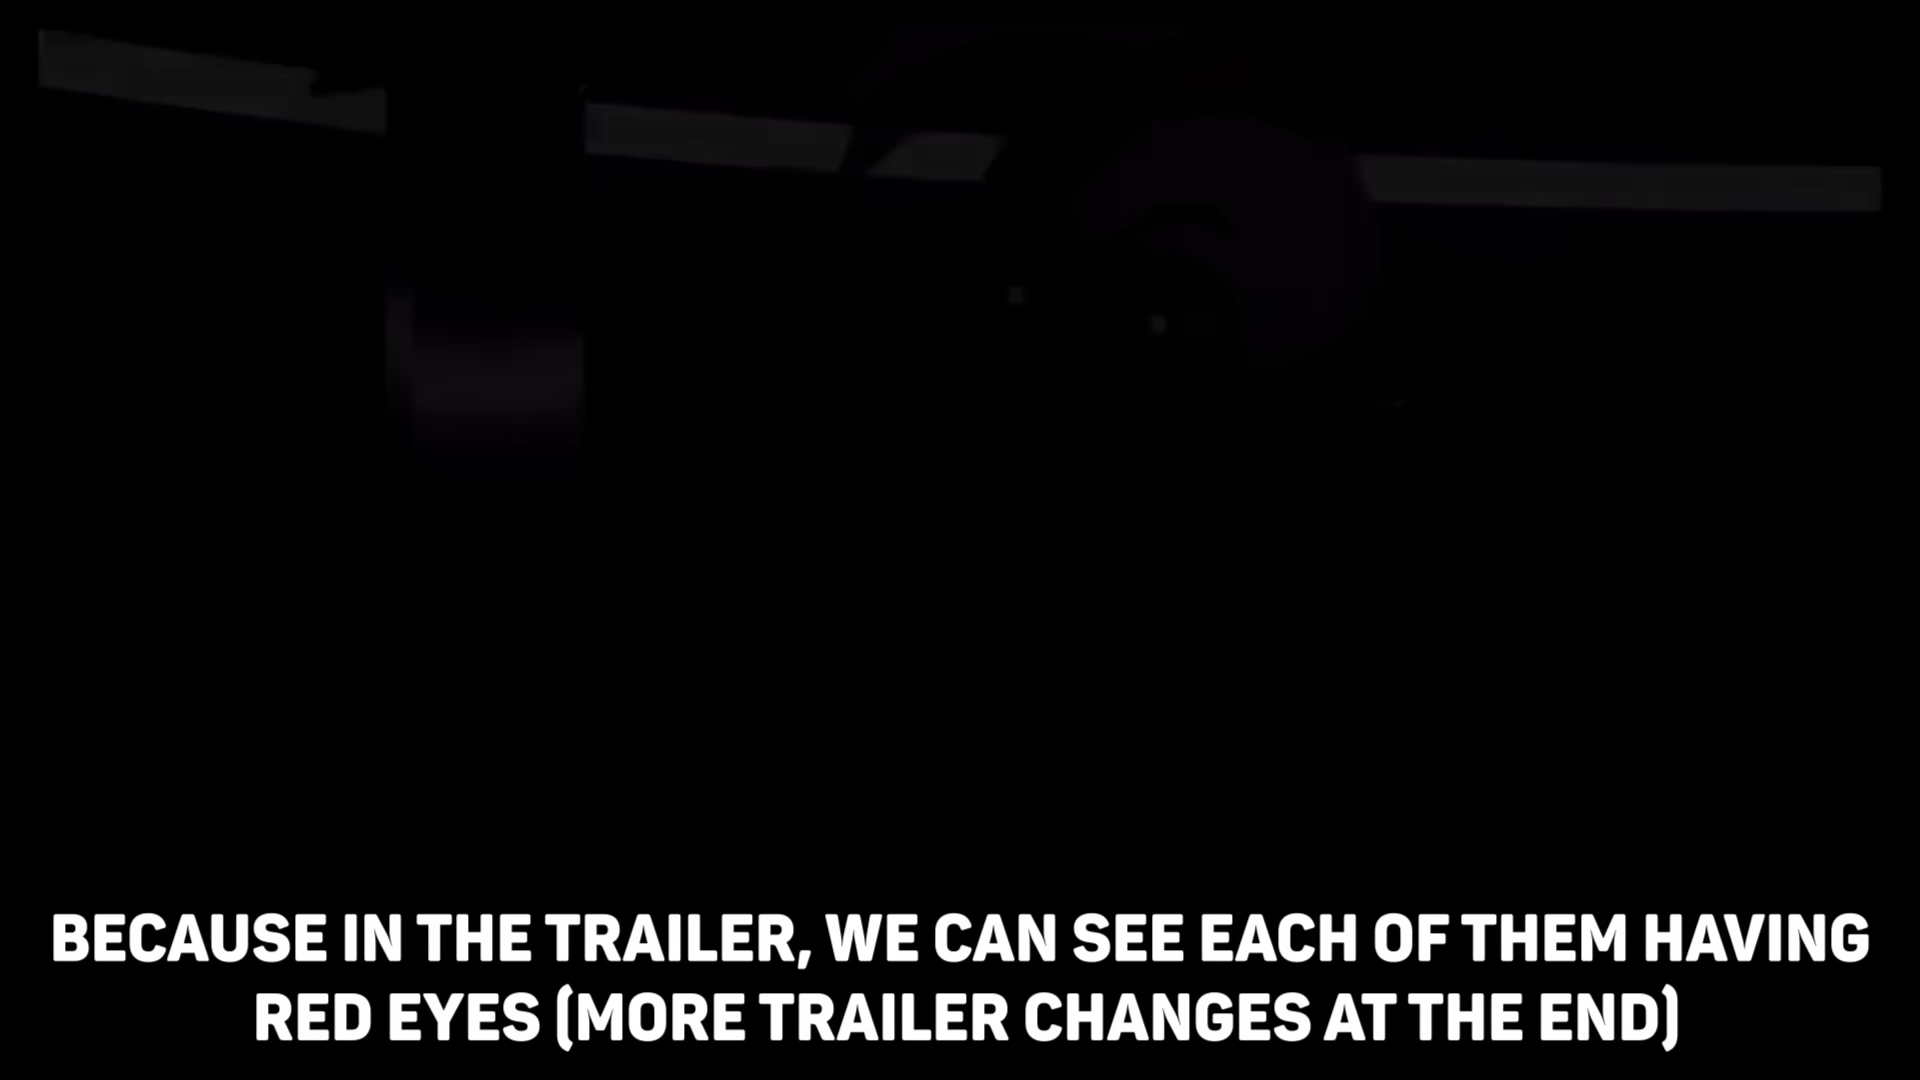 BECAUSE IN THE TRAILER, WE CAN SEE EACH OF THEM HAVING
RED EYES (MORE TRAILER CHANGES AT THE END)